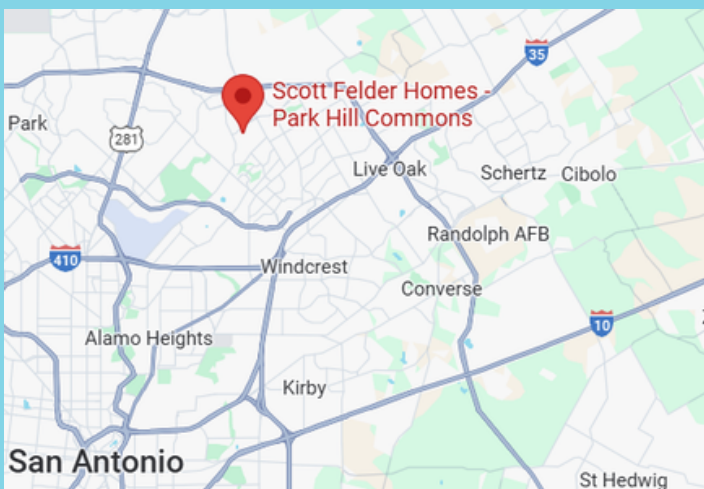 35
Scott Felder Homes -
Park Hill Commons
Park
281
Live Oak
Schertz
Cibolo
Randolph AFB
410
Windcrest
Converse
10
Alamo Heights
Kirby
San Antonio
St Hedwig